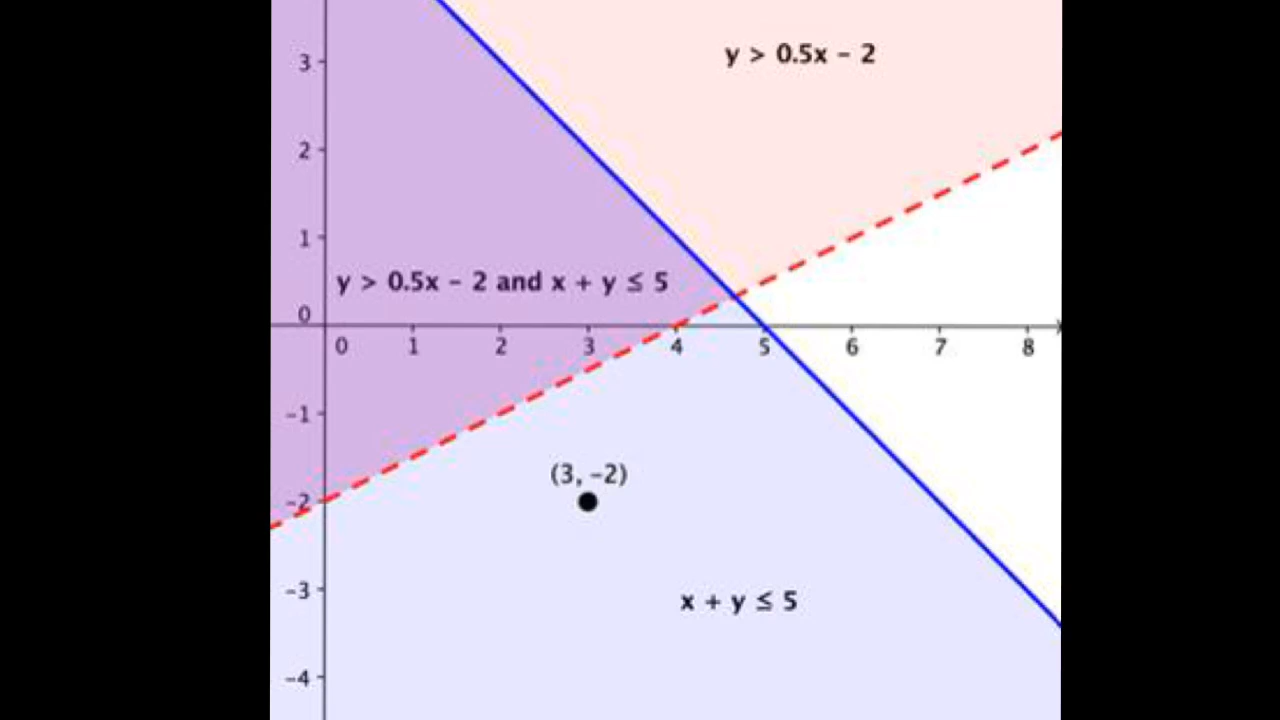 3
y > 0.5x − 2
2
1
y > 0.5x − 2 and x + y ≤ 5
0
0 1 2 3 4 5 6 7 8
−1
(3, −2)
−2
−3
x + y ≤ 5
−4